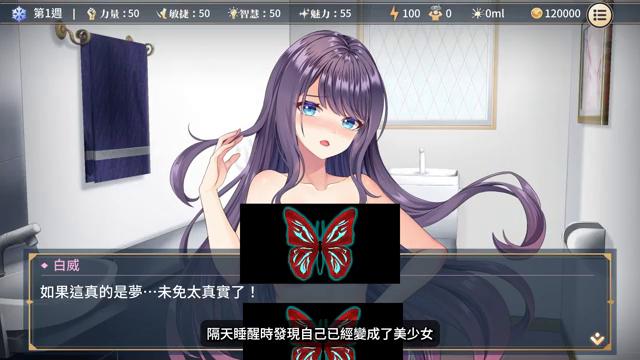 第1週 | 力量：50 敏捷：50 智慧：50 魅力：55 100 0 0ml 120000
白威
如果這真的是夢…未免太真實了！
隔天睡醒時發現自己已經變成了美少女